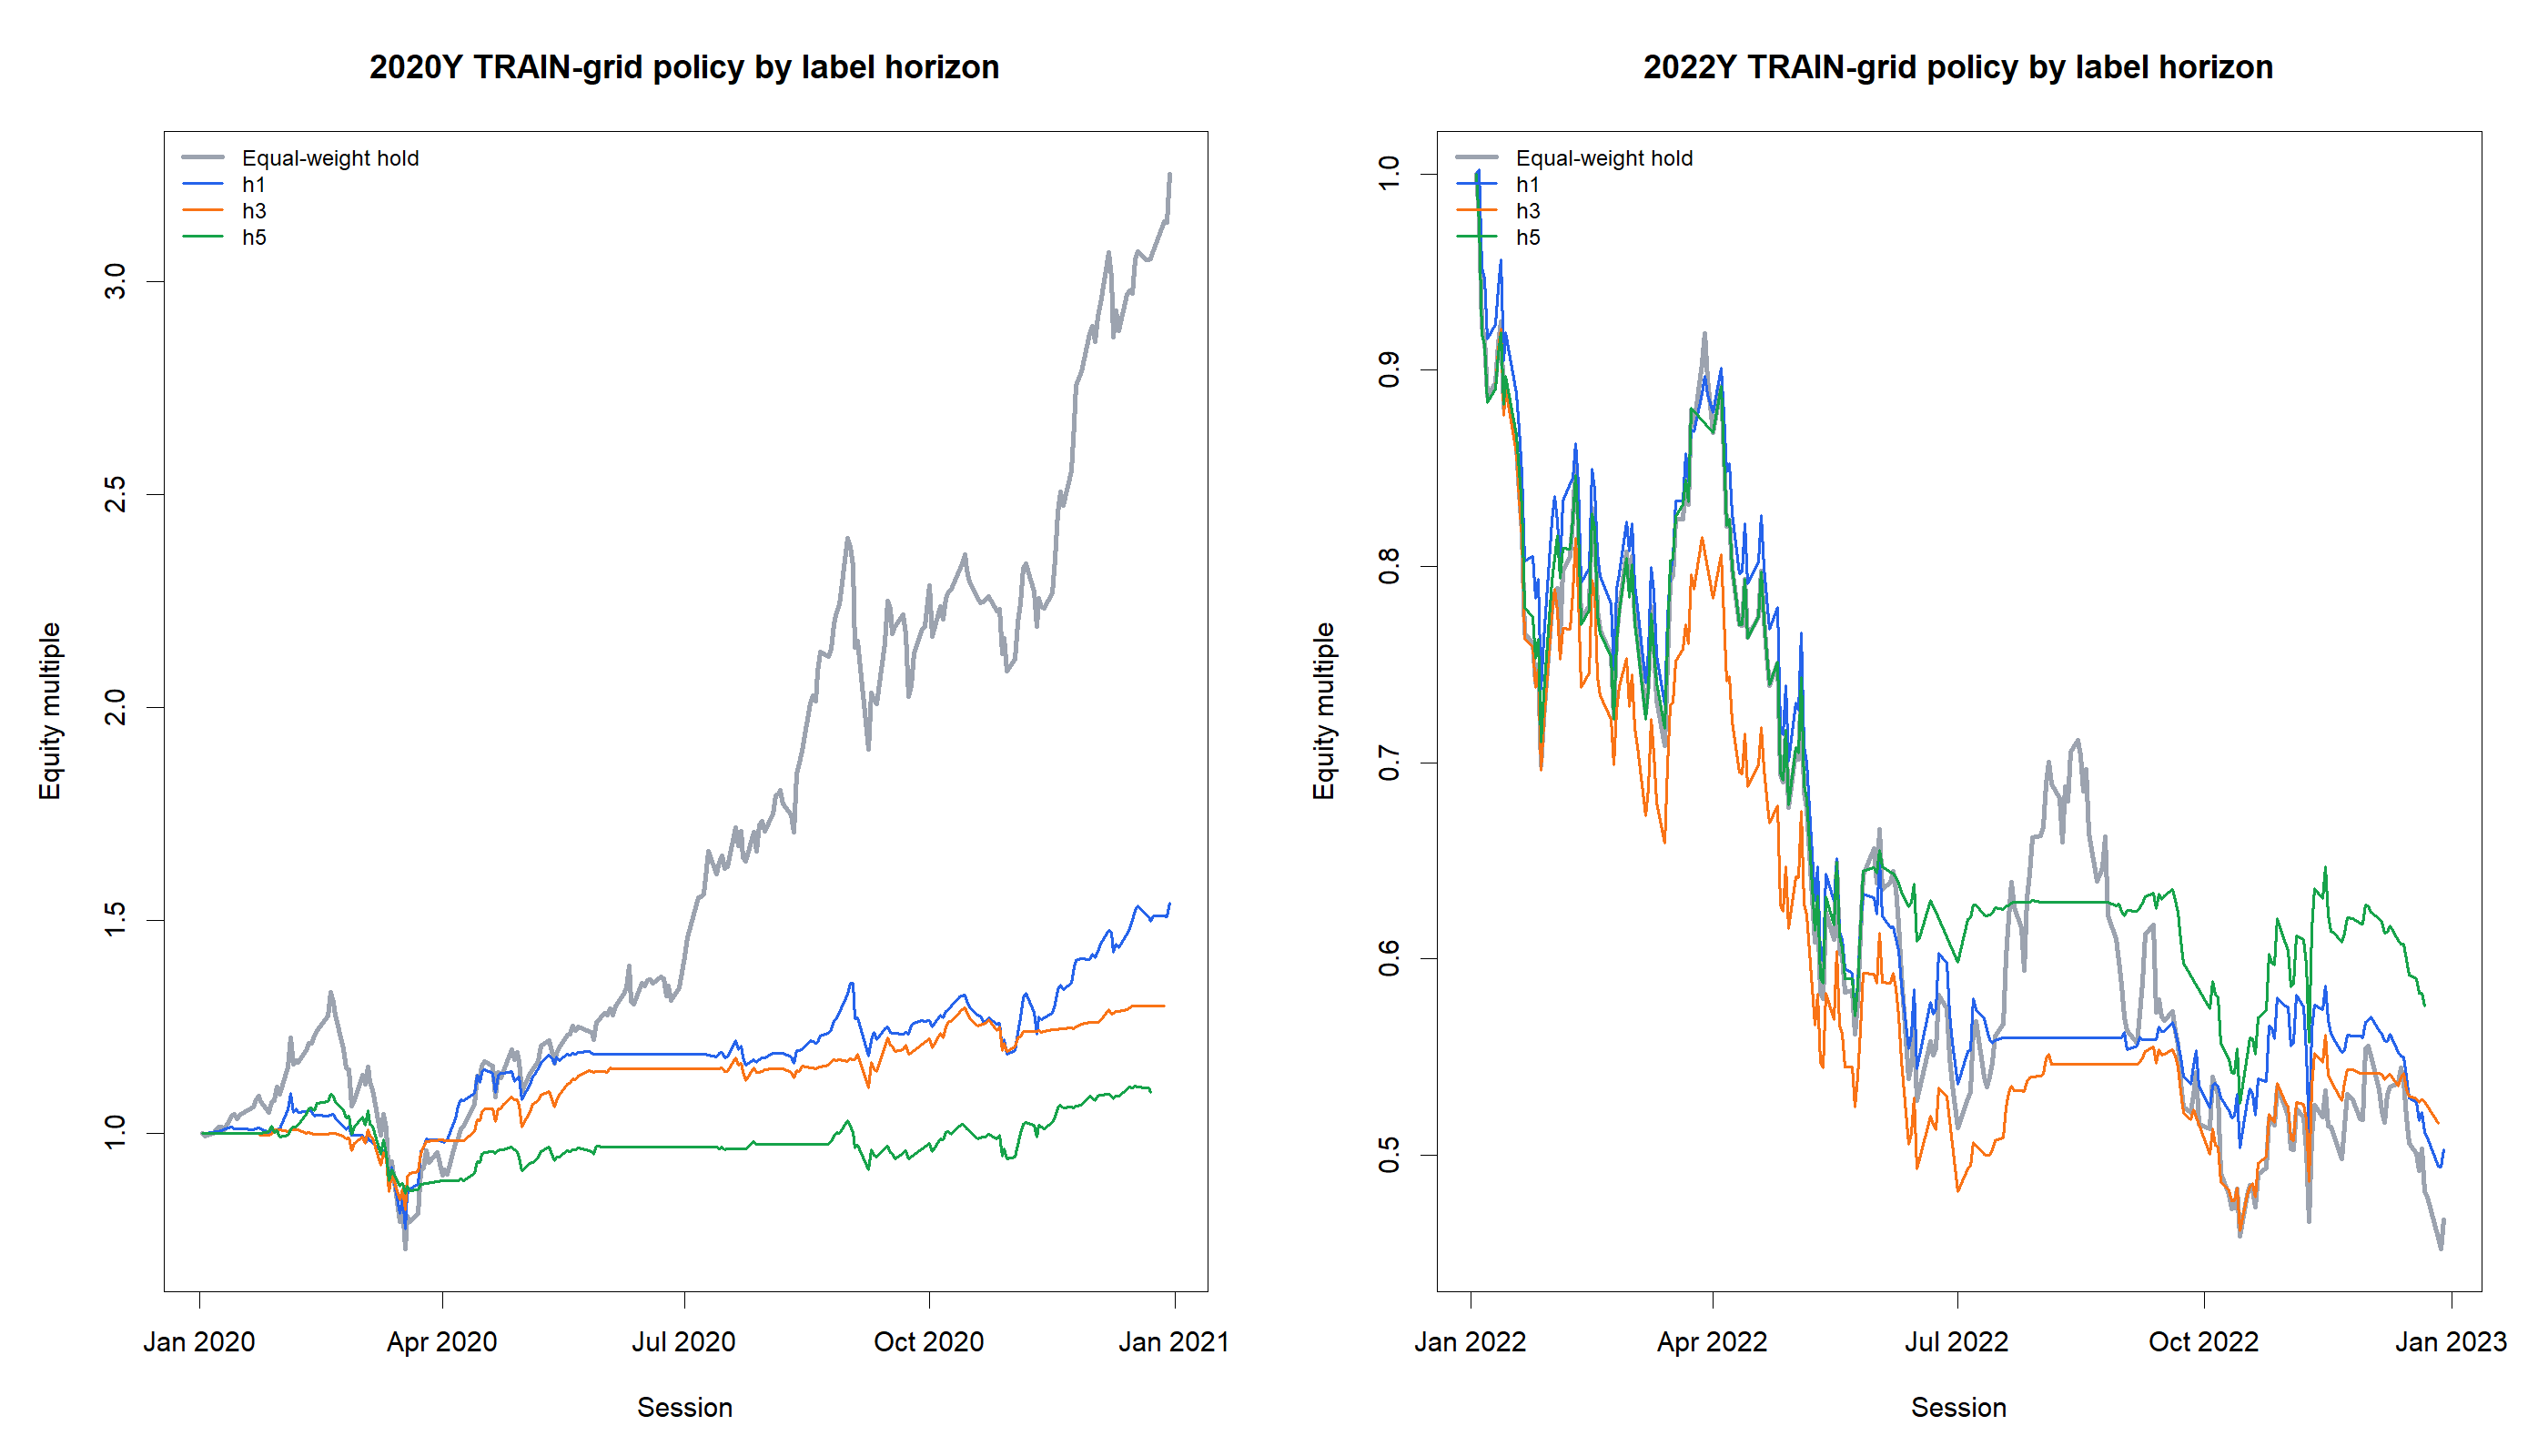 2020Y TRAIN-grid policy by label horizon
Equal-weight hold
h1
h3
h5
3.0
2.5
2.0
1.5
1.0
Equity multiple
Jan 2020
Apr 2020
Jul 2020
Oct 2020
Jan 2021
Session
2022Y TRAIN-grid policy by label horizon
Equal-weight hold
h1
h3
h5
1.0
0.9
0.8
0.7
0.6
0.5
Equity multiple
Jan 2022
Apr 2022
Jul 2022
Oct 2022
Jan 2023
Session